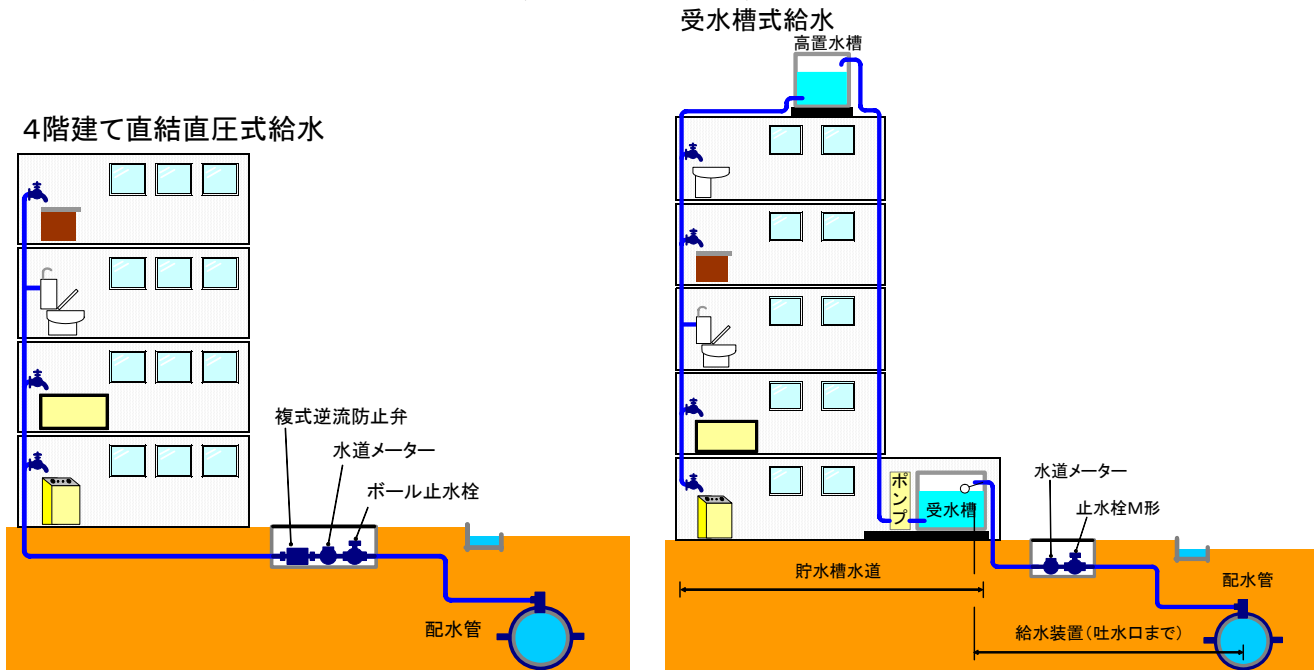 4階建て直結直圧式給水
複式逆流防止弁
水道メーター
ボール止水栓
配水管
受水槽式給水
高置水槽
ポンプ
受水槽
水道メーター
止水栓M形
貯水槽水道
配水管
給水装置(吐水口まで)